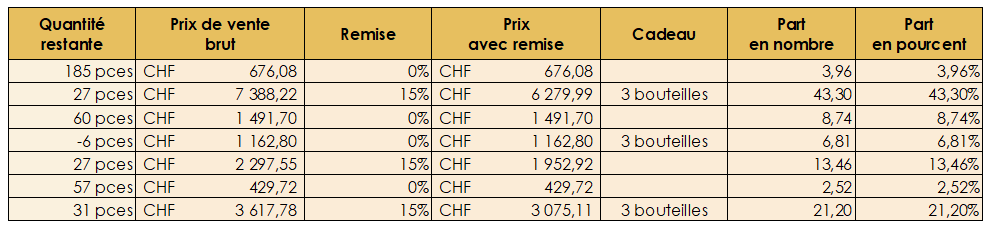 Quantité restante Prix de vente brut Remise Prix avec remise Cadeau Part en nombre Part en pourcent
185 pces CHF 676,08 0% CHF 676,08 3,96 3,96%
27 pces CHF 7 388,22 15% CHF 6 279,99 3 bouteilles 43,30 43,30%
60 pces CHF 1 491,70 0% CHF 1 491,70 8,74 8,74%
-6 pces CHF 1 162,80 0% CHF 1 162,80 3 bouteilles 6,81 6,81%
27 pces CHF 2 297,55 15% CHF 1 952,92 13,46 13,46%
57 pces CHF 429,72 0% CHF 429,72 2,52 2,52%
31 pces CHF 3 617,78 15% CHF 3 075,11 3 bouteilles 21,20 21,20%